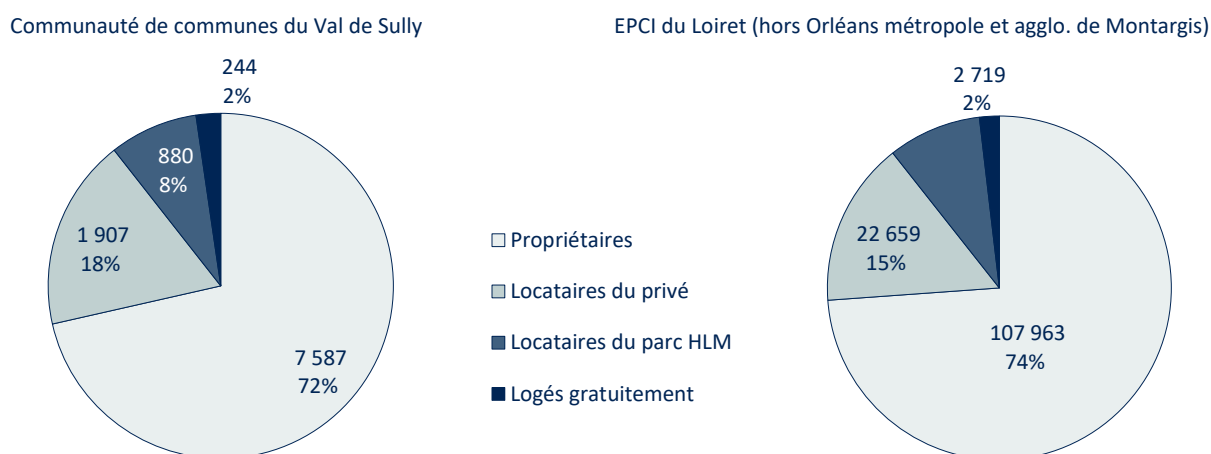 Communauté de communes du Val de Sully
244
2%
880
8%
1 907
18%
7 587
72%
Propriétaires
Locataires du privé
Locataires du parc HLM
Logés gratuitement
EPCI du Loiret (hors Orléans métropole et agglo. de Montargis)
2 719
2%
22 659
15%
107 963
74%